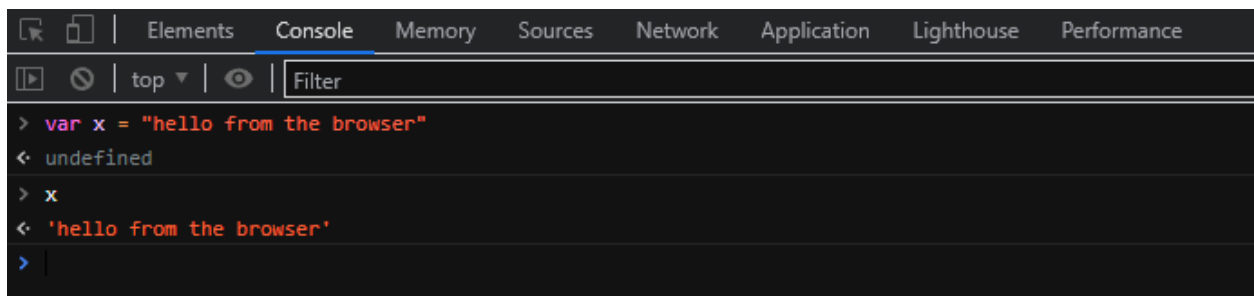 Elements Console Memory Sources Network Application Lighthouse Performance
top Filter
> var x = "hello from the browser"
undefined
> x
'hello from the browser'
>